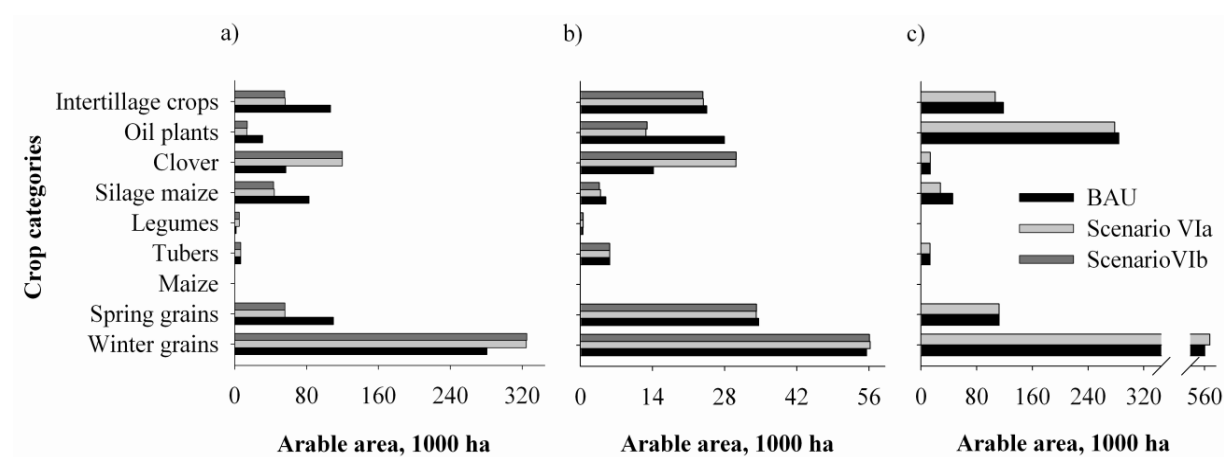 a)
b)
c)
Crop categories
Intertillage crops
Oil plants
Clover
Silage maize
Legumes
Tubers
Maize
Spring grains
Winter grains
BAU
Scenario VIa
ScenarioVIb
0 80 160 240 320
0 14 28 42 56
0 80 160 240 320 560
Arable area, 1000 ha
Arable area, 1000 ha
Arable area, 1000 ha